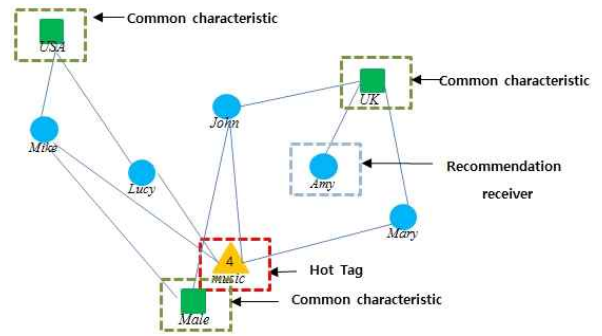 Common characteristic
USA
Common characteristic
UK
John
Mike
Recommendation
receiver
Amy
Lucy
Mary
4
music
Hot Tag
Common characteristic
Male